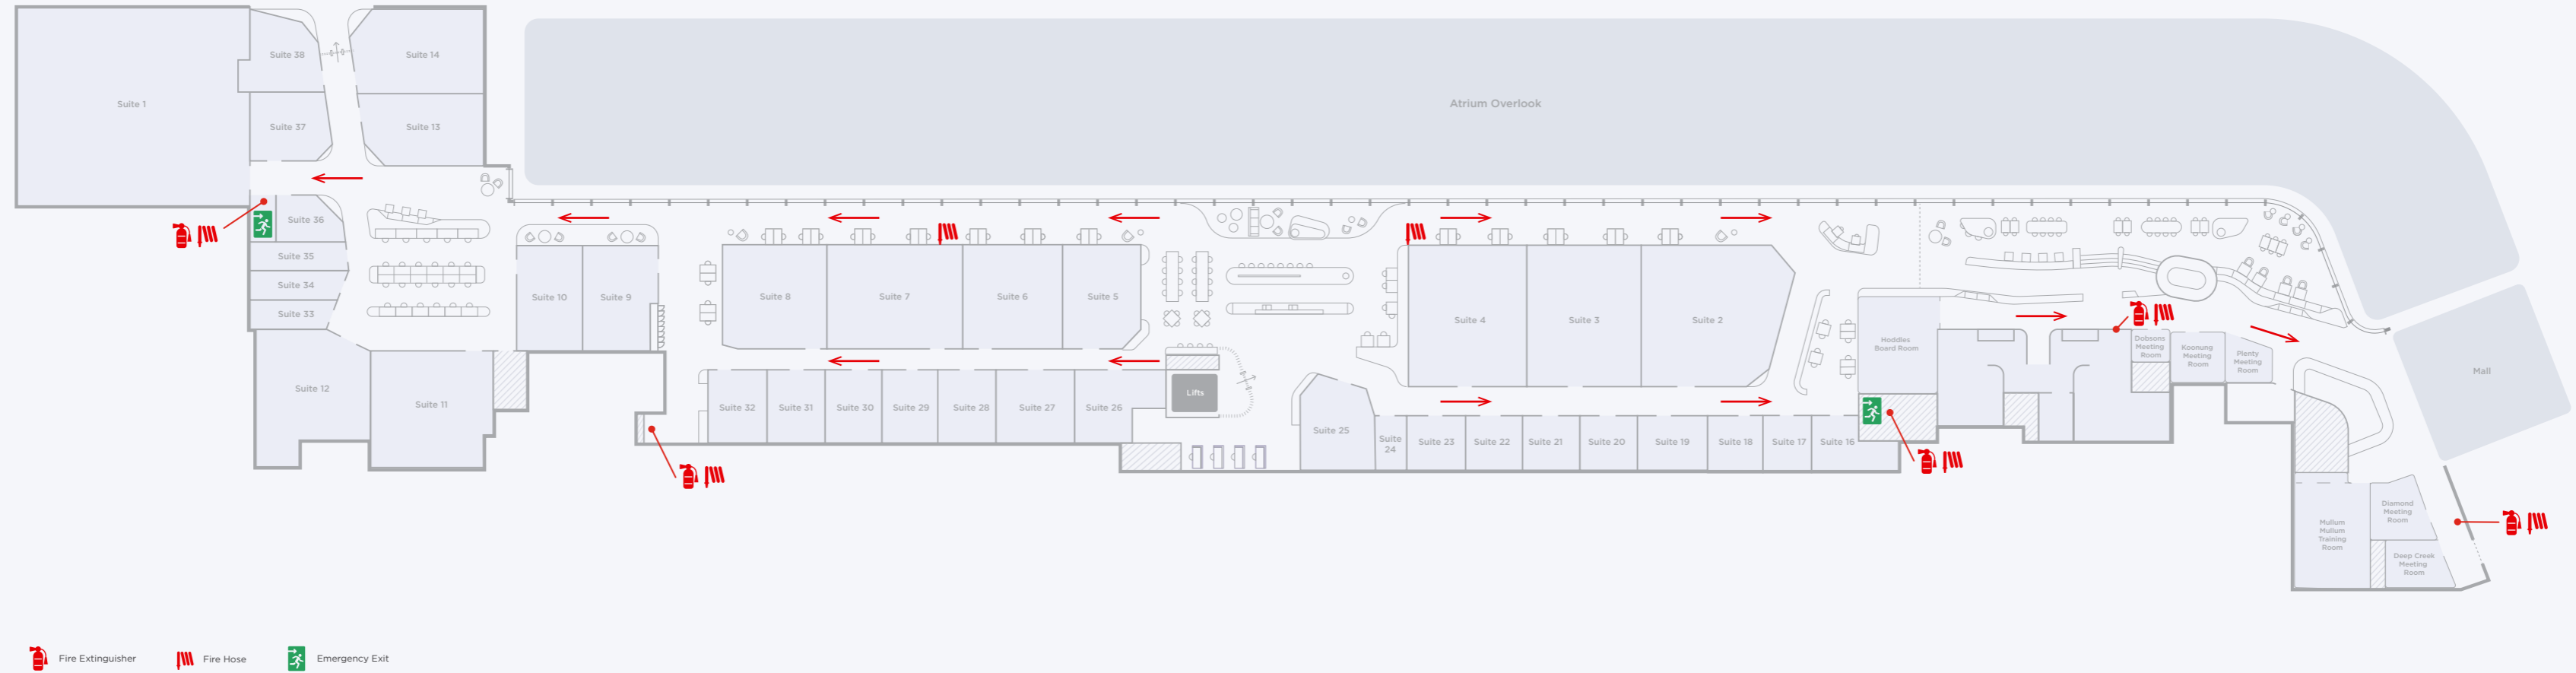 Suite 38
Suite 14
Suite 1
Atrium Overlook
Suite 37
Suite 13
Suite 36
Suite 35
Suite 34
Suite 33
Suite 10
Suite 9
Suite 8
Suite 7
Suite 6
Suite 5
Suite 4
Suite 3
Suite 2
Hoddles
Board Room
Dobsons
Meeting
Room
Koonung
Meeting
Room
Plenty
Meeting
Room
Mall
Suite 12
Suite 11
Lifts
Suite 32
Suite 31
Suite 30
Suite 29
Suite 28
Suite 27
Suite 26
Suite 25
Suite
24
Suite 23
Suite 22
Suite 21
Suite 20
Suite 19
Suite 18
Suite 17
Suite 16
Mullum
Mullum
Training
Room
Diamond
Meeting
Room
Deep Creek
Meeting
Room
Fire Extinguisher
Fire Hose
Emergency Exit